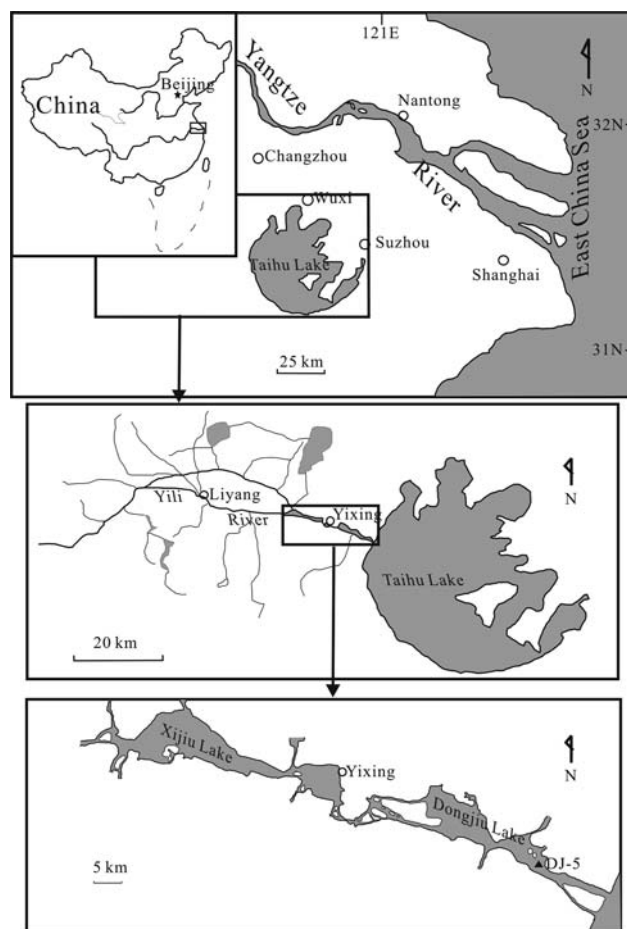 121E
Beijing
China
Yangtze
River
Nantong
N
32N
Changzhou
Wuxi
Suzhou
Taihu Lake
Shanghai
East China Sea
25 km
31N
Yili
River
Liyang
Yixing
N
Taihu Lake
20 km
Xijiu Lake
Yixing
N
Dongjiu Lake
DJ-5
5 km